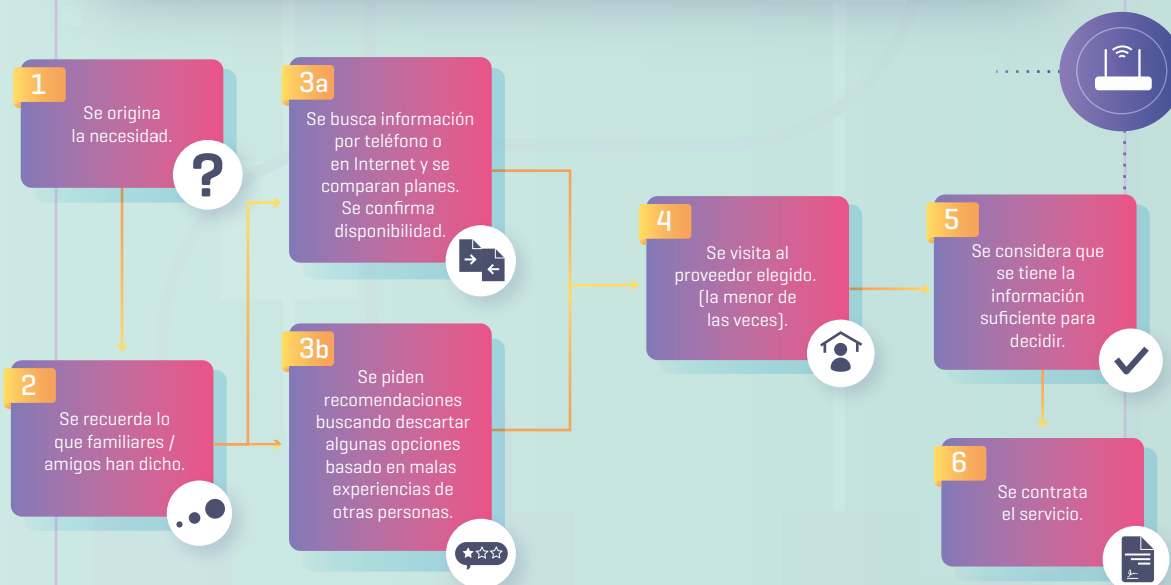 1
Se origina
la necesidad.
2
Se recuerda lo
que familiares /
amigos han dicho.
3a
Se busca información
por teléfono o
en Internet y se
comparan planes.
Se confirma
disponibilidad.
3b
Se piden
recomendaciones
buscando descartar
algunas opciones
basado en malas
experiencias de
otras personas.
4
Se visita al
proveedor elegido.
(la menor de
las veces).
5
Se considera que
se tiene la
información
suficiente para
decidir.
6
Se contrata
el servicio.